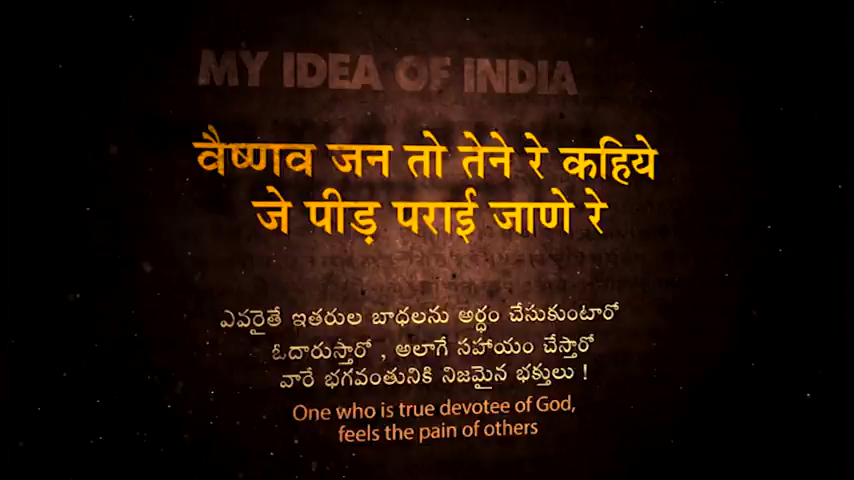 MY IDEA OF INDIA
वैष्णव जन तो तेने रे कहिये
जे पीड़ पराई जाणे रे
ఎవరైతే ఇతరుల బాధలను అర్ధం చేసుకుంటారో
ఓదారుస్తారో , అలాగే సహాయం చేస్తారో
వారే భగవంతునికి నిజమైన భక్తులు !
One who is true devotee of God,
feels the pain of others